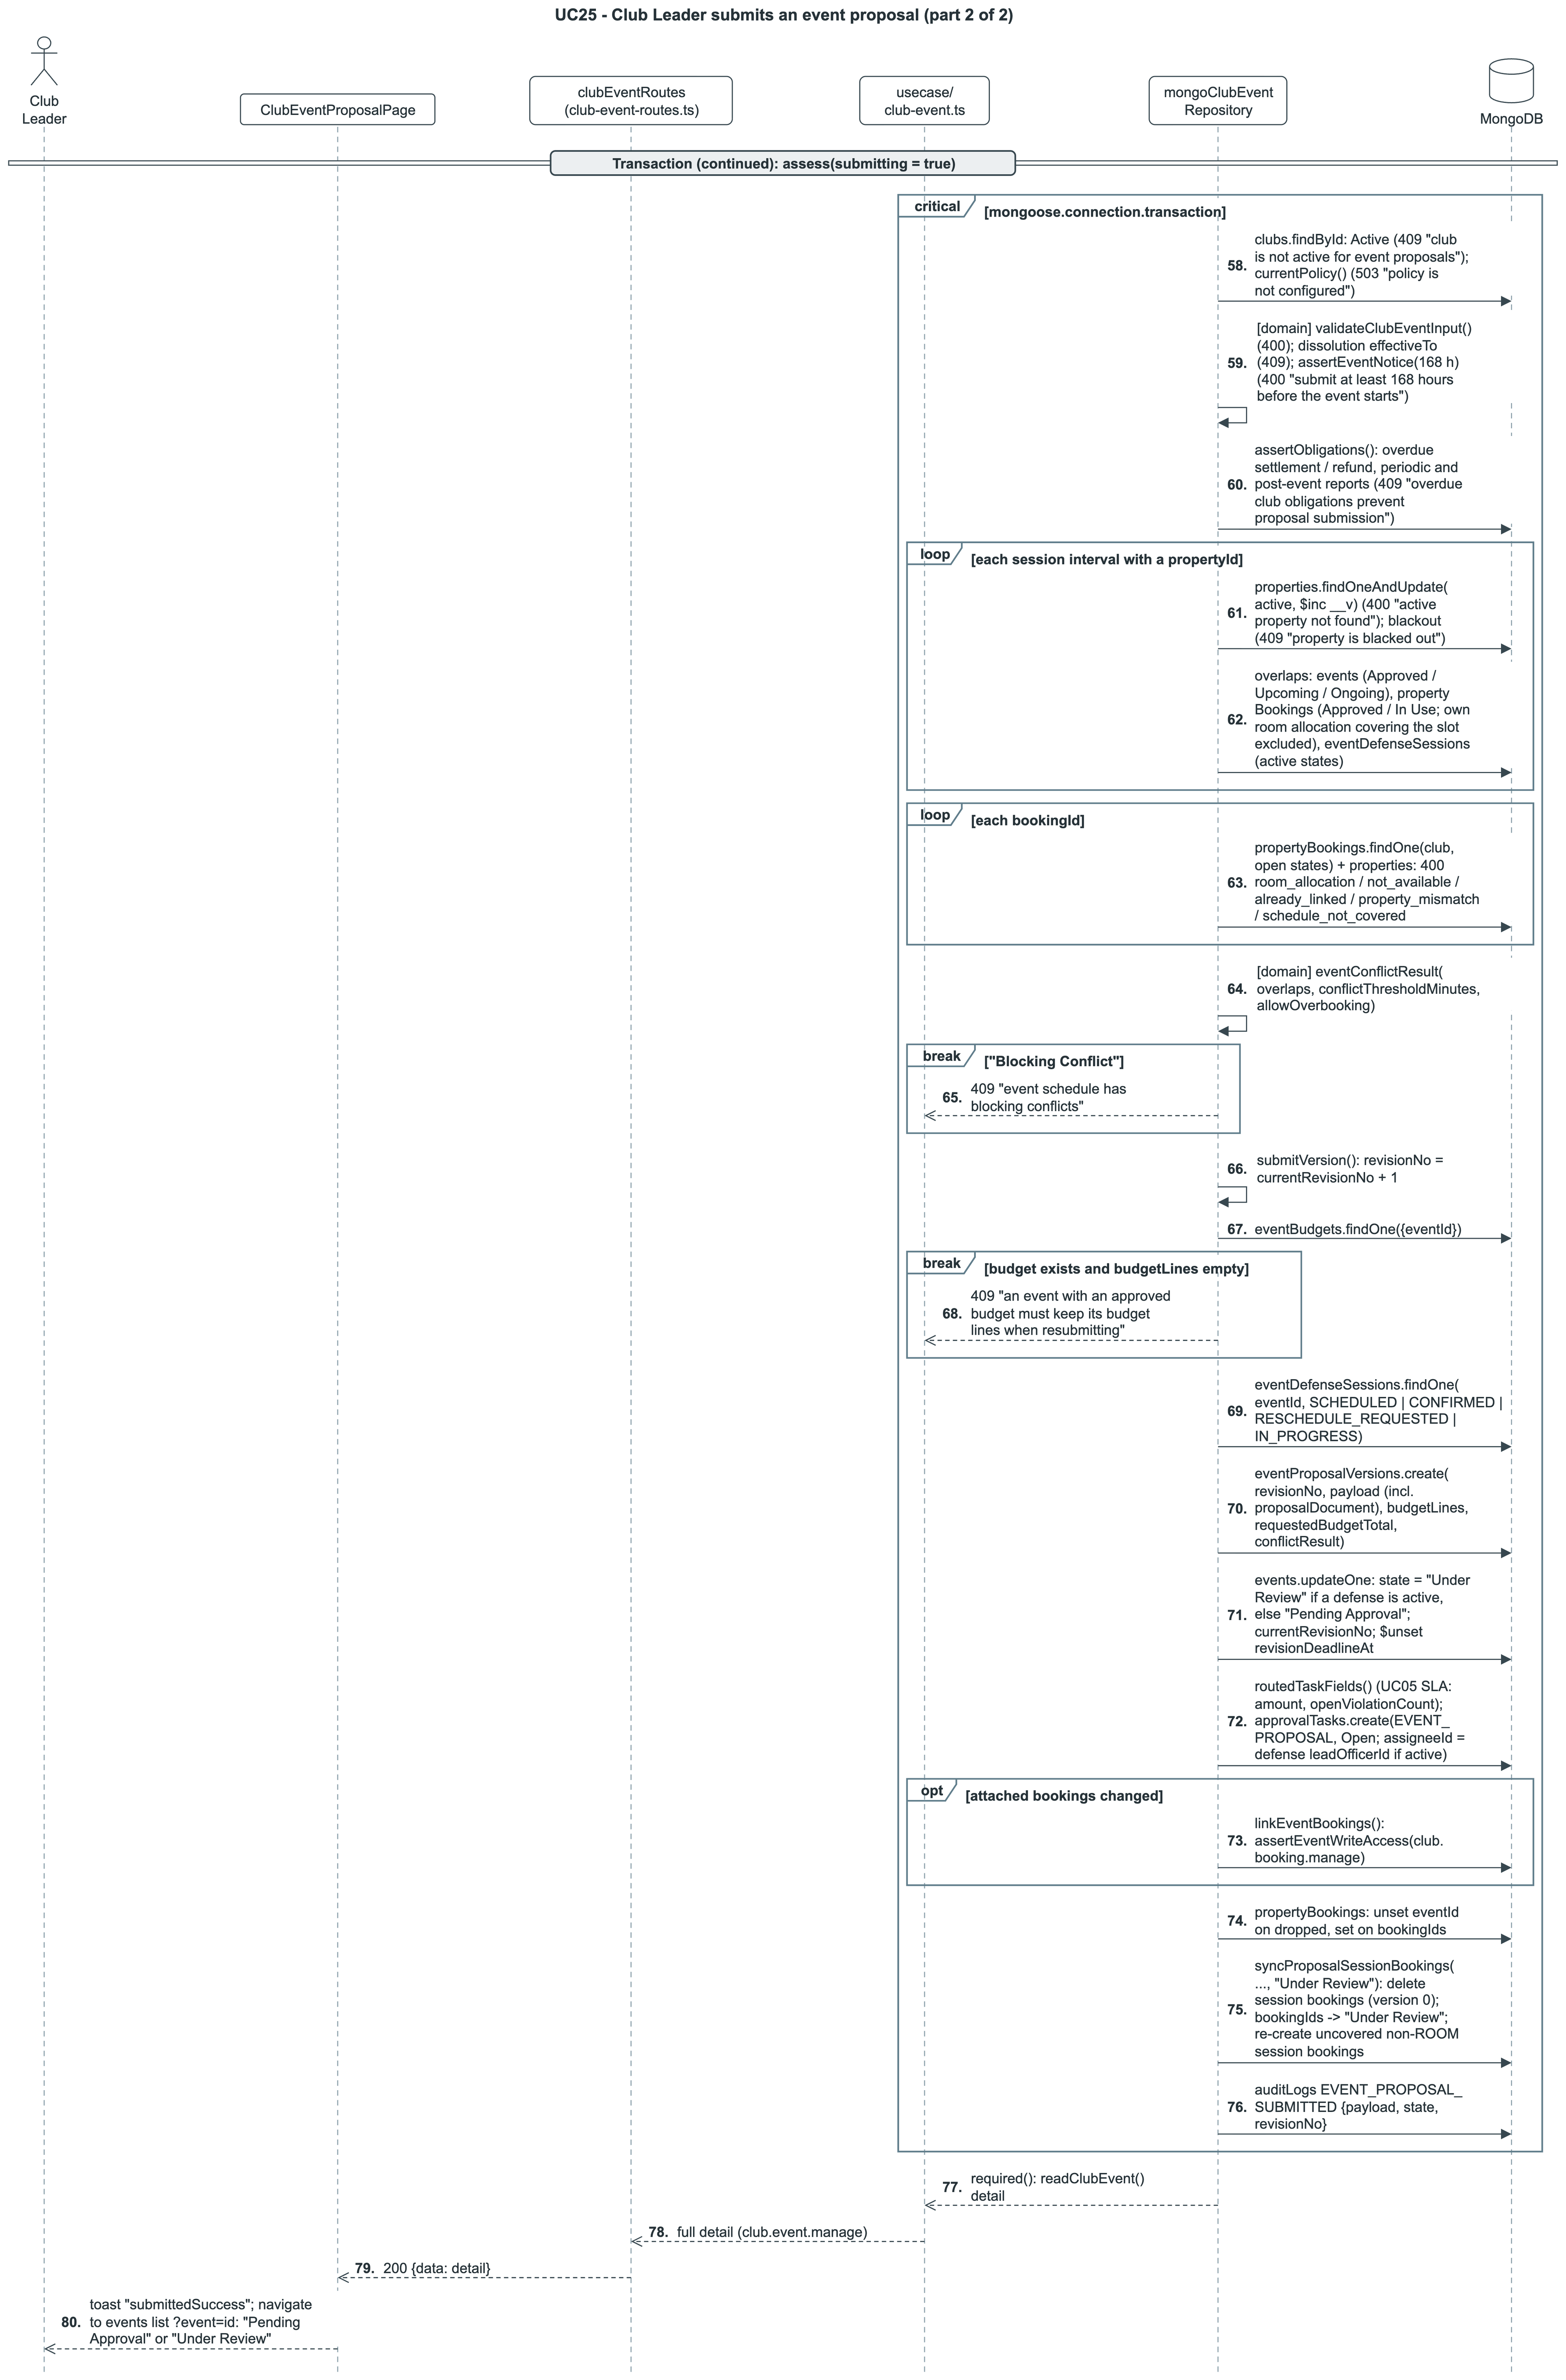 UC25 - Club Leader submits an event proposal (part 2 of 2)
Club
Leader
ClubEventProposalPage
clubEventRoutes
(club-event-routes.ts)
usecase/
club-event.ts
mongoClubEvent
Repository
MongoDB
Transaction (continued): assess(submitting = true)
critical [mongoose.connection.transaction]
clubs.findById: Active (409 "club
is not active for event proposals");
58. currentPolicy() (503 "policy is
not configured")
[domain] validateClubEventInput()
(400); dissolution effectiveTo
59. (409); assertEventNotice(168 h)
(400 "submit at least 168 hours
before the event starts")
assertObligations(): overdue
settlement / refund, periodic and
60. post-event reports (409 "overdue
club obligations prevent
proposal submission")
loop [each session interval with a propertyId]
properties.findOneAndUpdate(
active, $inc __v) (400 "active
61. property not found"); blackout
(409 "property is blacked out")
overlaps: events (Approved /
Upcoming / Ongoing), property
62. Bookings (Approved / In Use; own
room allocation covering the slot
excluded), eventDefenseSessions
(active states)
loop [each bookingId]
propertyBookings.findOne(club,
open states) + properties: 400
63. room_allocation / not_available /
already_linked / property_mismatch
/ schedule_not_covered
[domain] eventConflictResult(
64. overlaps, conflictThresholdMinutes,
allowOverbooking)
break ["Blocking Conflict"]
65. 409 "event schedule has
blocking conflicts"
66. submitVersion(): revisionNo =
currentRevisionNo + 1
67. eventBudgets.findOne({eventId})
break [budget exists and budgetLines empty]
409 "an event with an approved
68. budget must keep its budget
lines when resubmitting"
eventDefenseSessions.findOne(
69. eventId, SCHEDULED | CONFIRMED |
RESCHEDULE_REQUESTED |
IN_PROGRESS)
eventProposalVersions.create(
revisionNo, payload (incl.
70. proposalDocument), budgetLines,
requestedBudgetTotal,
conflictResult)
events.updateOne: state = "Under
Review" if a defense is active,
71. else "Pending Approval";
currentRevisionNo; $unset
revisionDeadlineAt
routedTaskFields() (UC05 SLA:
amount, openViolationCount);
72. approvalTasks.create(EVENT_
PROPOSAL, Open; assigneeId =
defense leadOfficerId if active)
opt [attached bookings changed]
linkEventBookings():
73. assertEventWriteAccess(club.
booking.manage)
74. propertyBookings: unset eventId
on dropped, set on bookingIds
syncProposalSessionBookings(
..., "Under Review"): delete
75. session bookings (version 0);
bookingIds -> "Under Review";
re-create uncovered non-ROOM
session bookings
auditLogs EVENT_PROPOSAL_
76. SUBMITTED {payload, state,
revisionNo}
77. required(): readClubEvent()
detail
78. full detail (club.event.manage)
79. 200 {data: detail}
toast "submittedSuccess"; navigate
80. to events list ?event=id: "Pending
Approval" or "Under Review"